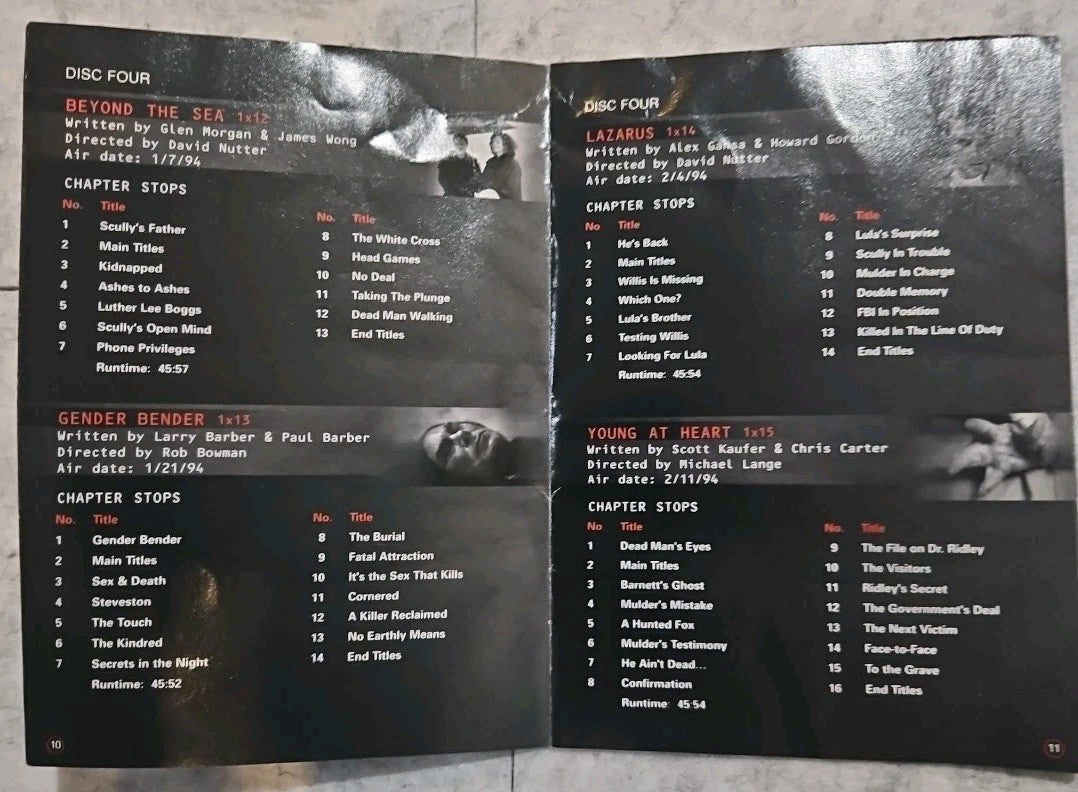 DISC FOUR
BEYOND THE SEA 1x12
Written by Glen Morgan & James Wong
Directed by David Nutter
Air date: 1/7/94
CHAPTER STOPS
No. Title
1 Scully's Father
2 Main Titles
3 Kidnapped
4 Ashes to Ashes
5 Luther Lee Boggs
6 Scully's Open Mind
7 Phone Privileges
Runtime: 45:57
No. Title
8 The White Cross
9 Head Games
10 No Deal
11 Taking The Plunge
12 Dead Man Walking
13 End Titles
GENDER BENDER 1x13
Written by Larry Barber & Paul Barber
Directed by Rob Bowman
Air date: 1/21/94
CHAPTER STOPS
No. Title
1 Gender Bender
2 Main Titles
3 Sex & Death
4 Steveston
5 The Touch
6 The Kindred
7 Secrets in the Night
Runtime: 45:52
No. Title
8 The Burial
9 Fatal Attraction
10 It's the Sex That Kills
11 Cornered
12 A Killer Reclaimed
13 No Earthly Means
14 End Titles
10
DISC FOUR
LAZARUS 1x14
Written by Alex Gansa & Howard Gordon
Directed by David Nutter
Air date: 2/4/94
CHAPTER STOPS
No Title
1 He's Back
2 Main Titles
3 Willis Is Missing
4 Which One?
5 Lula's Brother
6 Testing Willis
7 Looking For Lula
Runtime: 45:54
No. Title
8 Lula's Surprise
9 Scully In Trouble
10 Mulder In Charge
11 Double Memory
12 FBI In Position
13 Killed In The Line Of Duty
14 End Titles
YOUNG AT HEART 1x15
Written by Scott Kaufer & Chris Carter
Directed by Michael Lange
Air date: 2/11/94
CHAPTER STOPS
No Title
1 Dead Man's Eyes
2 Main Titles
3 Barnett's Ghost
4 Mulder's Mistake
5 A Hunted Fox
6 Mulder's Testimony
7 He Ain't Dead...
8 Confirmation
Runtime: 45:54
No. Title
9 The File on Dr. Ridley
10 The Visitors
11 Ridley's Secret
12 The Government's Deal
13 The Next Victim
14 Face-to-Face
15 To the Grave
16 End Titles
11